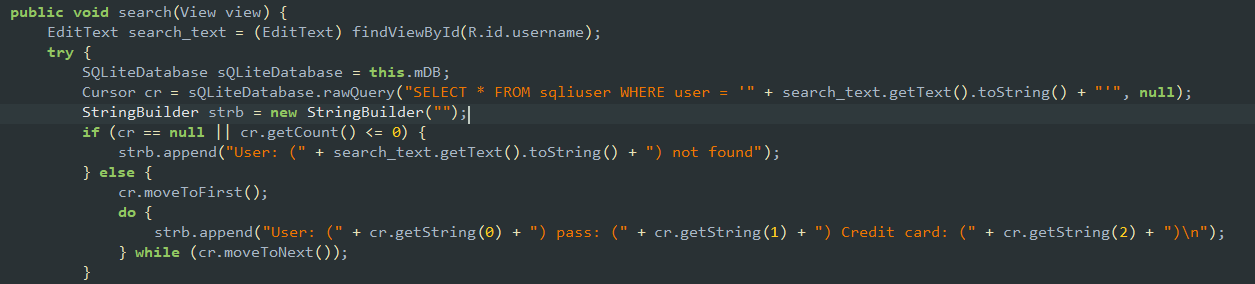 public void search(View view) {
    EditText search_text = (EditText) findViewById(R.id.username);
    try {
        SQLiteDatabase sQLiteDatabase = this.mDB;
        Cursor cr = sQLiteDatabase.rawQuery("SELECT * FROM sqliuser WHERE user = '" + search_text.getText().toString() + "'", null);
        StringBuilder strb = new StringBuilder("");
        if (cr == null || cr.getCount() <= 0) {
            strb.append("User: (" + search_text.getText().toString() + ") not found");
        } else {
            cr.moveToFirst();
            do {
                strb.append("User: (" + cr.getString(0) + ") pass: (" + cr.getString(1) + ") Credit card: (" + cr.getString(2) + ")\n");
            } while (cr.moveToNext());
        }